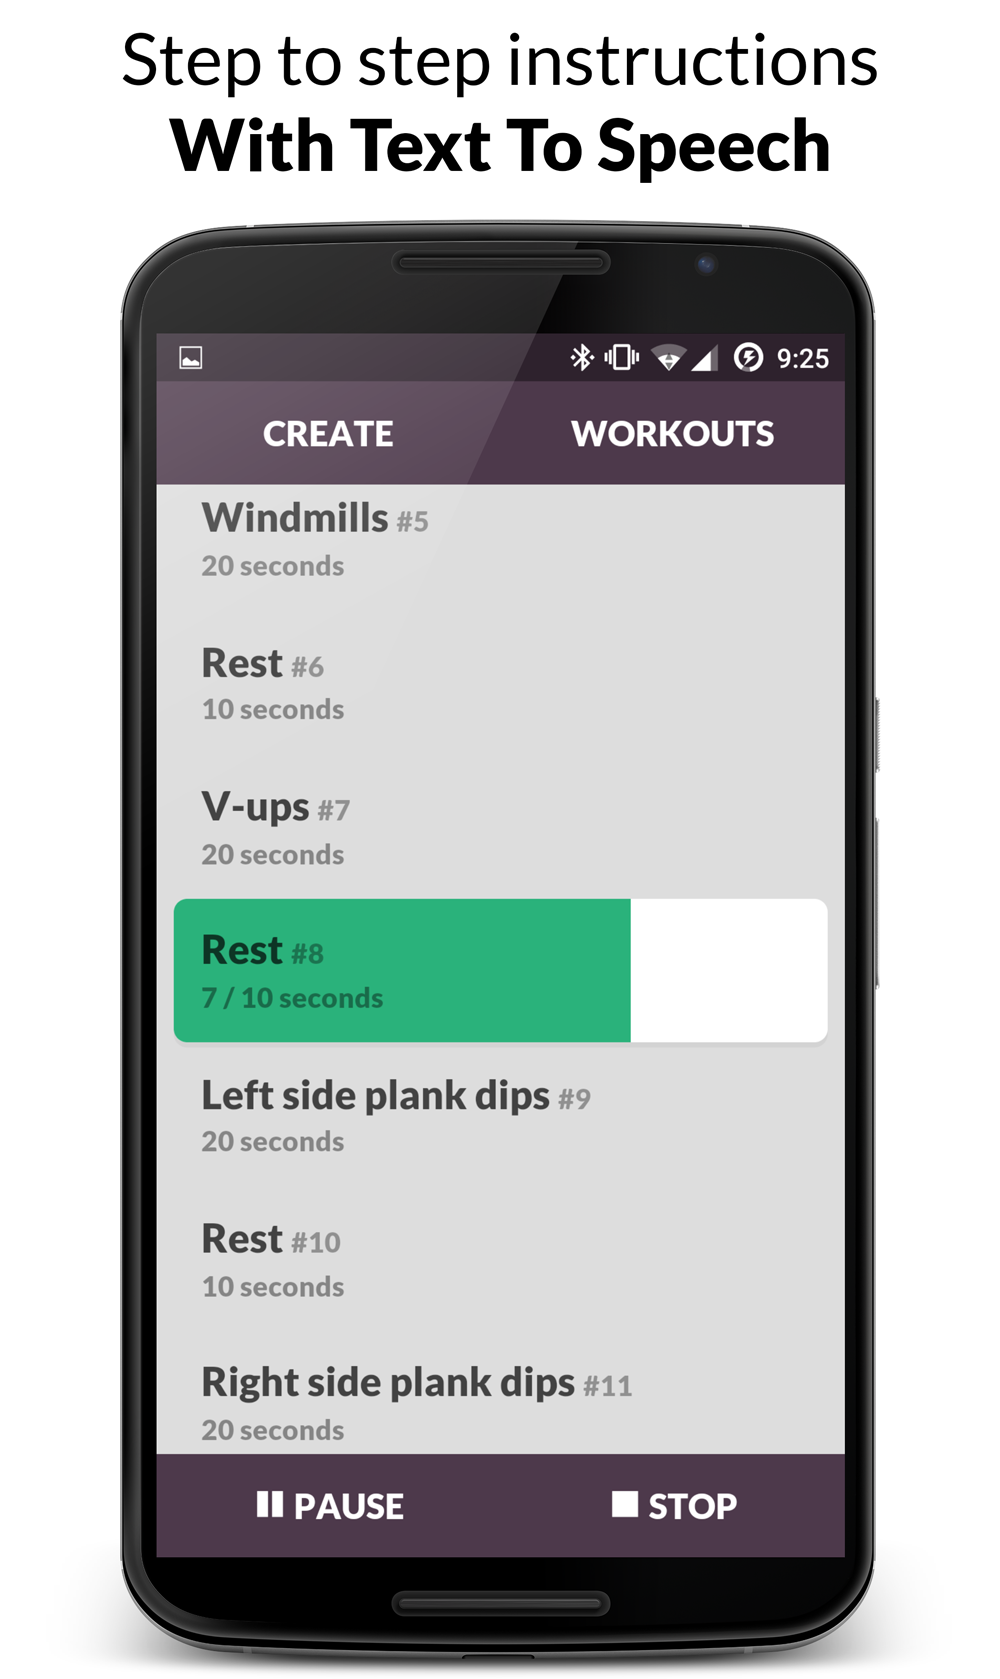 Step to step instructions
With Text To Speech
9:25
CREATE WORKOUTS
Windmills #5
20 seconds
Rest #6
10 seconds
V-ups #7
20 seconds
Rest #8
7 / 10 seconds
Left side plank dips #9
20 seconds
Rest #10
10 seconds
Right side plank dips #11
20 seconds
PAUSE STOP